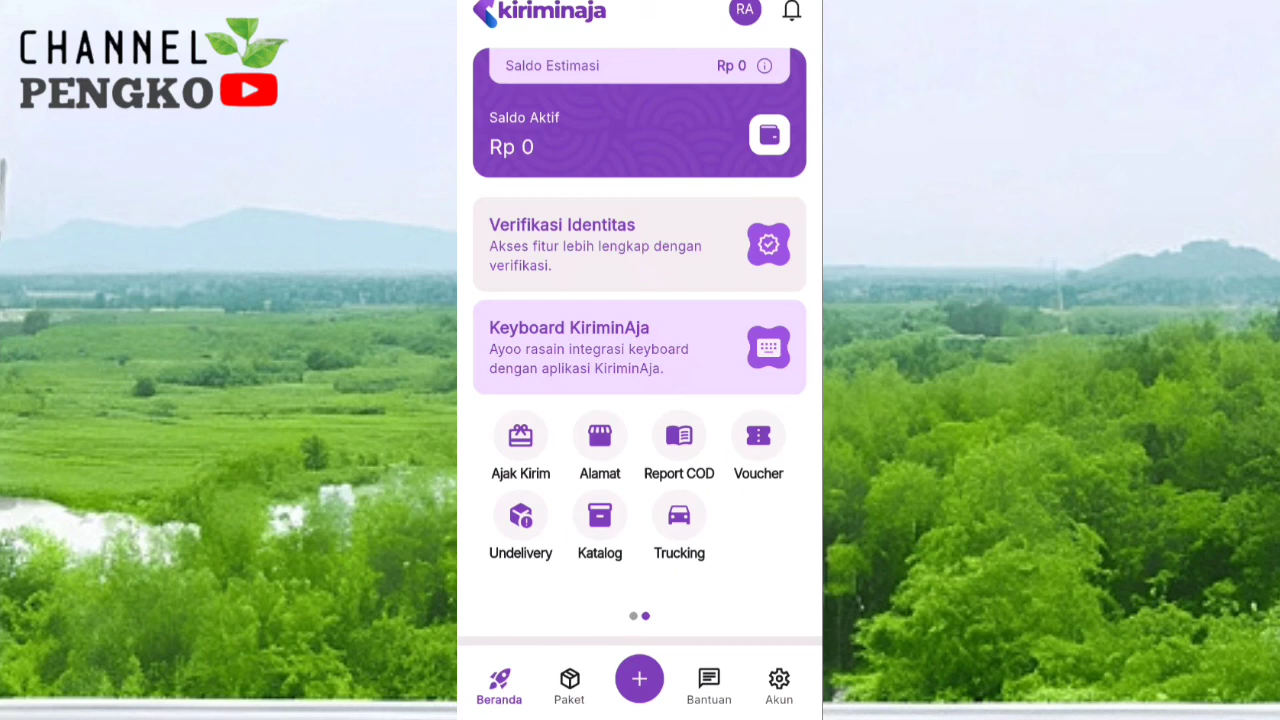 CHANNEL
PENGKO
kiriminaja
RA
Saldo Estimasi
Rp 0
Saldo Aktif
Rp 0
Verifikasi Identitas
Akses fitur lebih lengkap dengan
verifikasi.
Keyboard KiriminAja
Ayoo rasain integrasi keyboard
dengan aplikasi KiriminAja.
Ajak Kirim
Alamat
Report COD
Voucher
Undelivery
Katalog
Trucking
Beranda
Paket
Bantuan
Akun